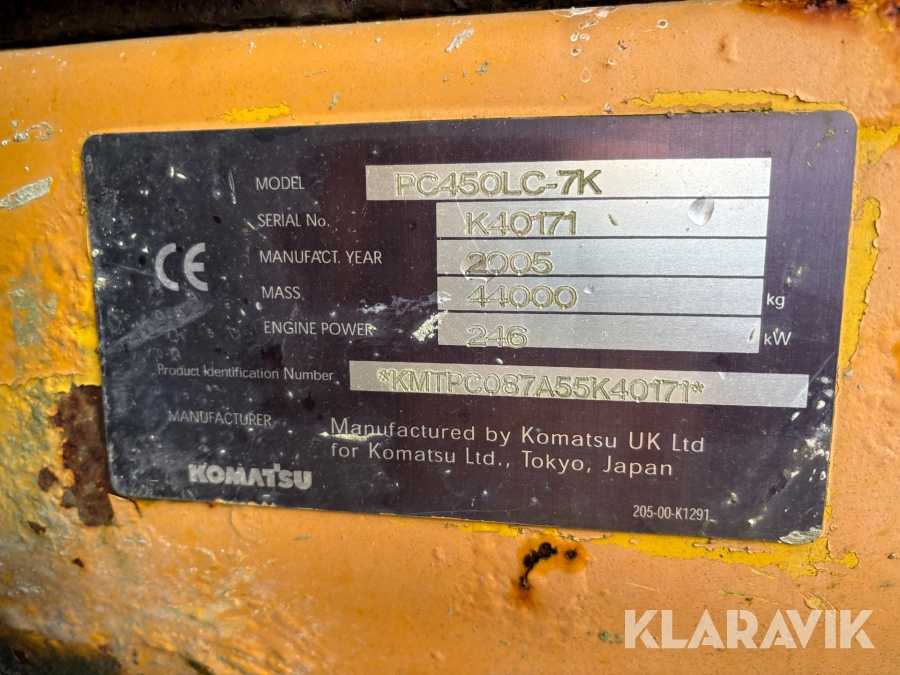 MODEL PC450LC-7K
SERIAL No. K40171
MANUFACT. YEAR 2005
MASS 44000 kg
ENGINE POWER 246 kW
Product Identification Number *KMTPC087A55K40171*
MANUFACTURER Manufactured by Komatsu UK Ltd
for Komatsu Ltd., Tokyo, Japan
CE
KOMATSU
205-00-K1291
KLARAVIK